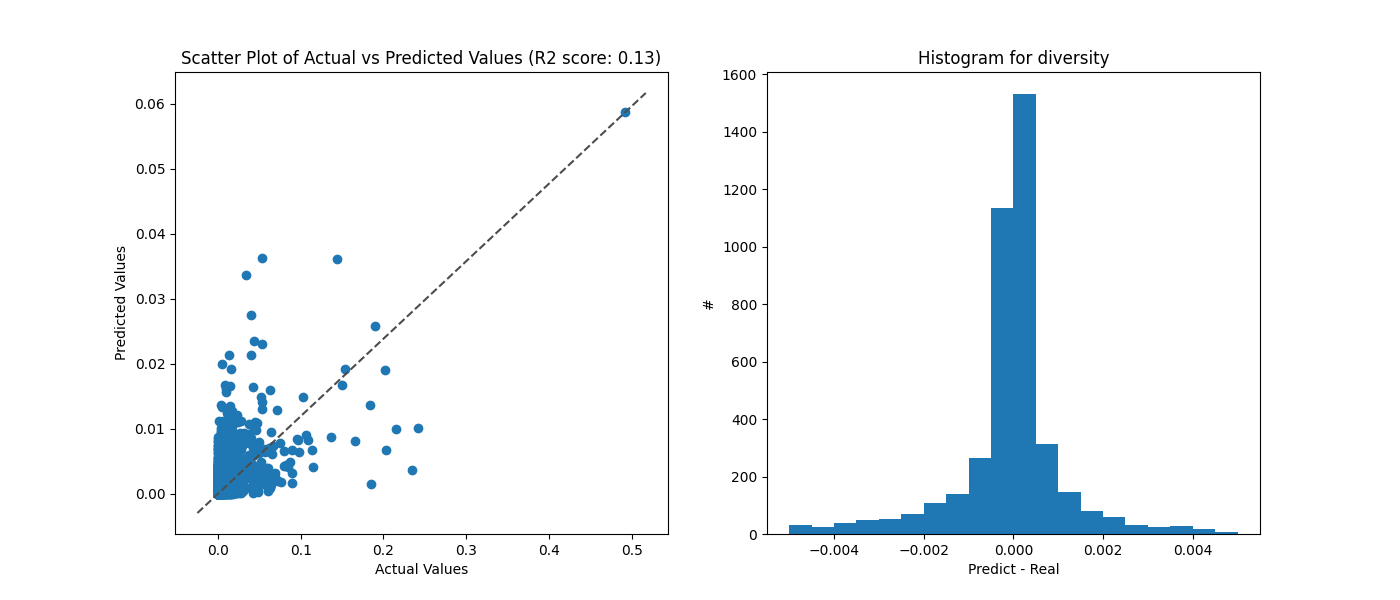 Scatter Plot of Actual vs Predicted Values (R2 score: 0.13)
Predicted Values
0.06
0.05
0.04
0.03
0.02
0.01
0.00
0.0 0.1 0.2 0.3 0.4 0.5
Actual Values
Histogram for diversity
#
1600
1400
1200
1000
800
600
400
200
0
−0.004 −0.002 0.000 0.002 0.004
Predict - Real